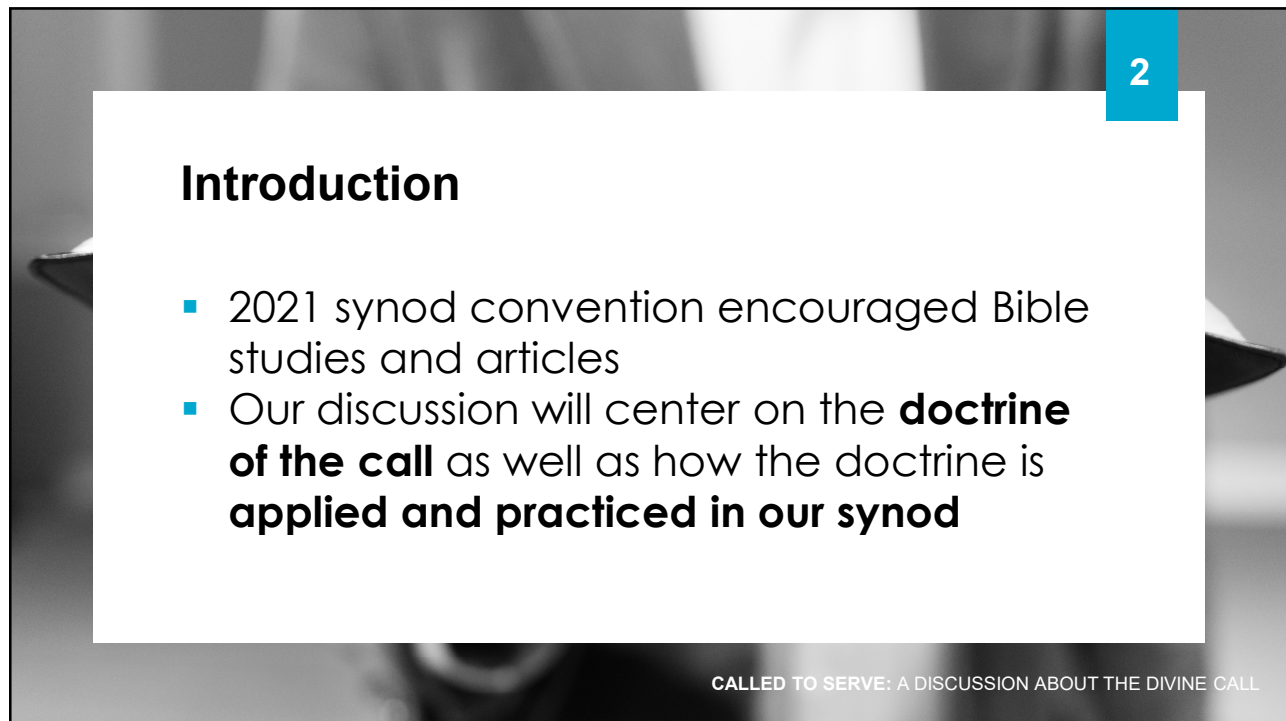 2
Introduction
▪ 2021 synod convention encouraged Bible
studies and articles
▪ Our discussion will center on the doctrine
of the call as well as how the doctrine is
applied and practiced in our synod
CALLED TO SERVE: A DISCUSSION ABOUT THE DIVINE CALL